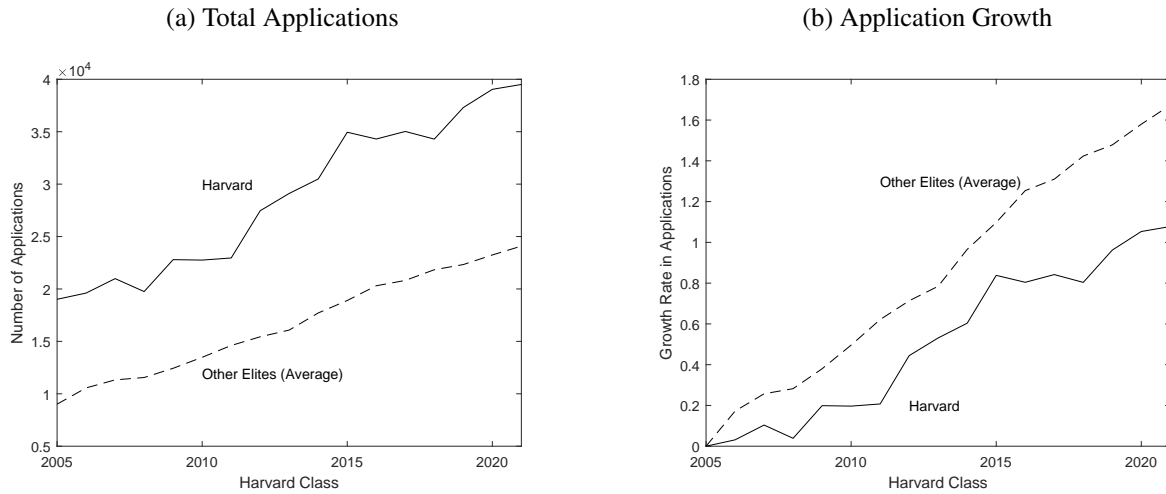 (a) Total Applications
×10⁴
4
3.5
3
2.5
2
1.5
1
0.5
Number of Applications
Harvard
Other Elites (Average)
2005 2010 2015 2020
Harvard Class
(b) Application Growth
1.8
1.6
1.4
1.2
1
0.8
0.6
0.4
0.2
0
Growth Rate in Applications
Other Elites (Average)
Harvard
2005 2010 2015 2020
Harvard Class